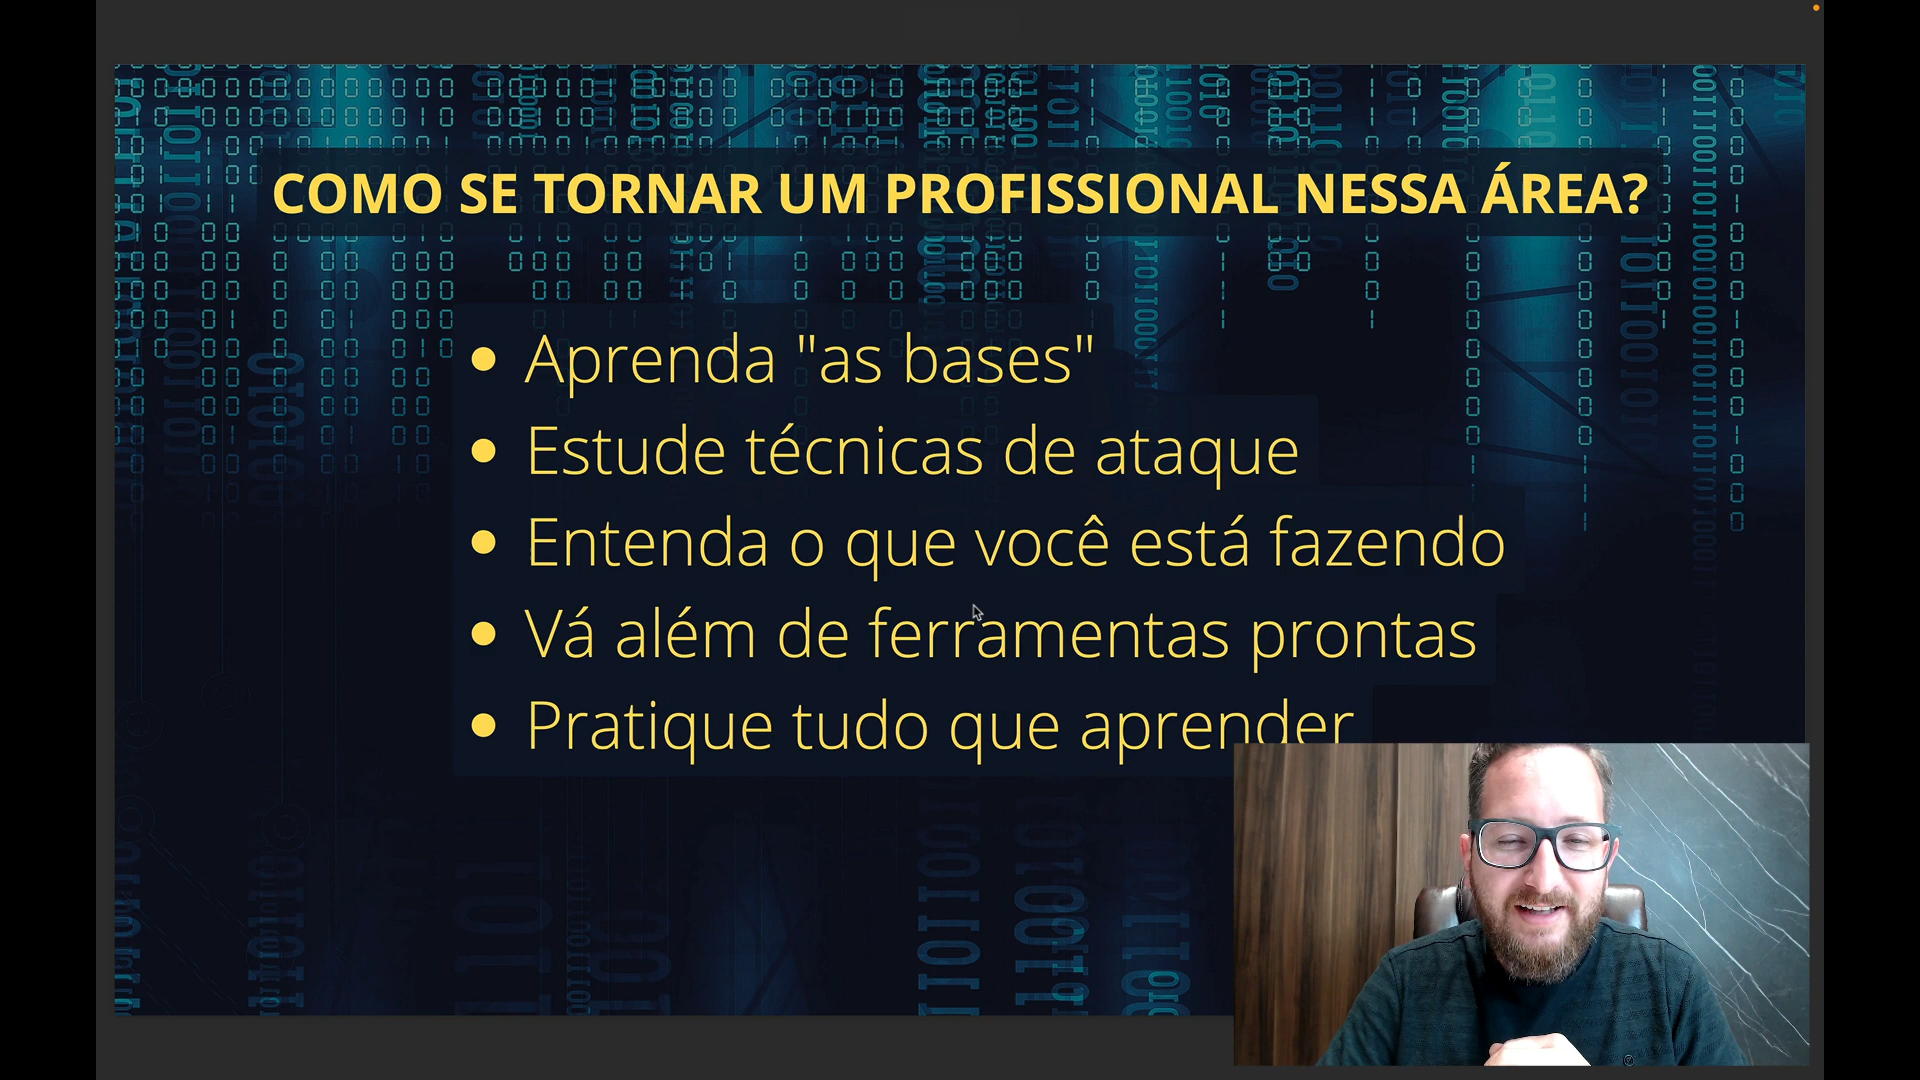 COMO SE TORNAR UM PROFISSIONAL NESSA ÁREA?
• Aprenda "as bases"
• Estude técnicas de ataque
• Entenda o que você está fazendo
• Vá além de ferramentas prontas
• Pratique tudo que aprender